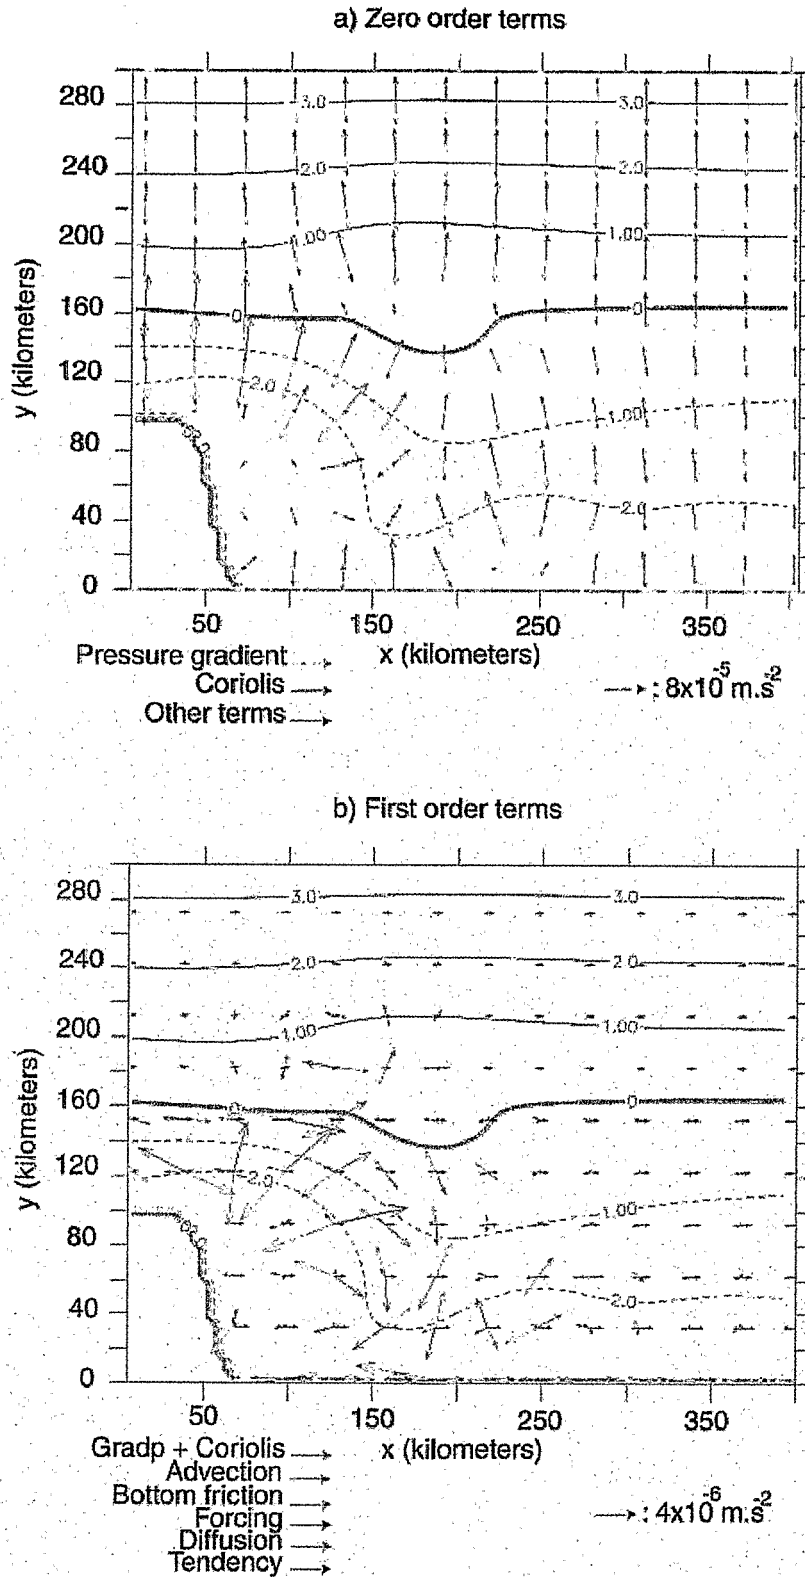 a) Zero order terms
280
240
200
160
120
80
40
0
y (kilometers)
3.0
3.0
2.0
2.0
1.00
1.00
0
0
2.0
1.00
2.0
50
150
250
350
x (kilometers)
Pressure gradient
Coriolis
Other terms
: 8x10^-5 m.s^-2
b) First order terms
280
240
200
160
120
80
40
0
y (kilometers)
3.0
3.0
2.0
2.0
1.00
1.00
0
0
2.0
1.00
2.0
50
150
250
350
x (kilometers)
Gradp + Coriolis
Advection
Bottom friction
Forcing
Diffusion
Tendency
: 4x10^-6 m.s^-2